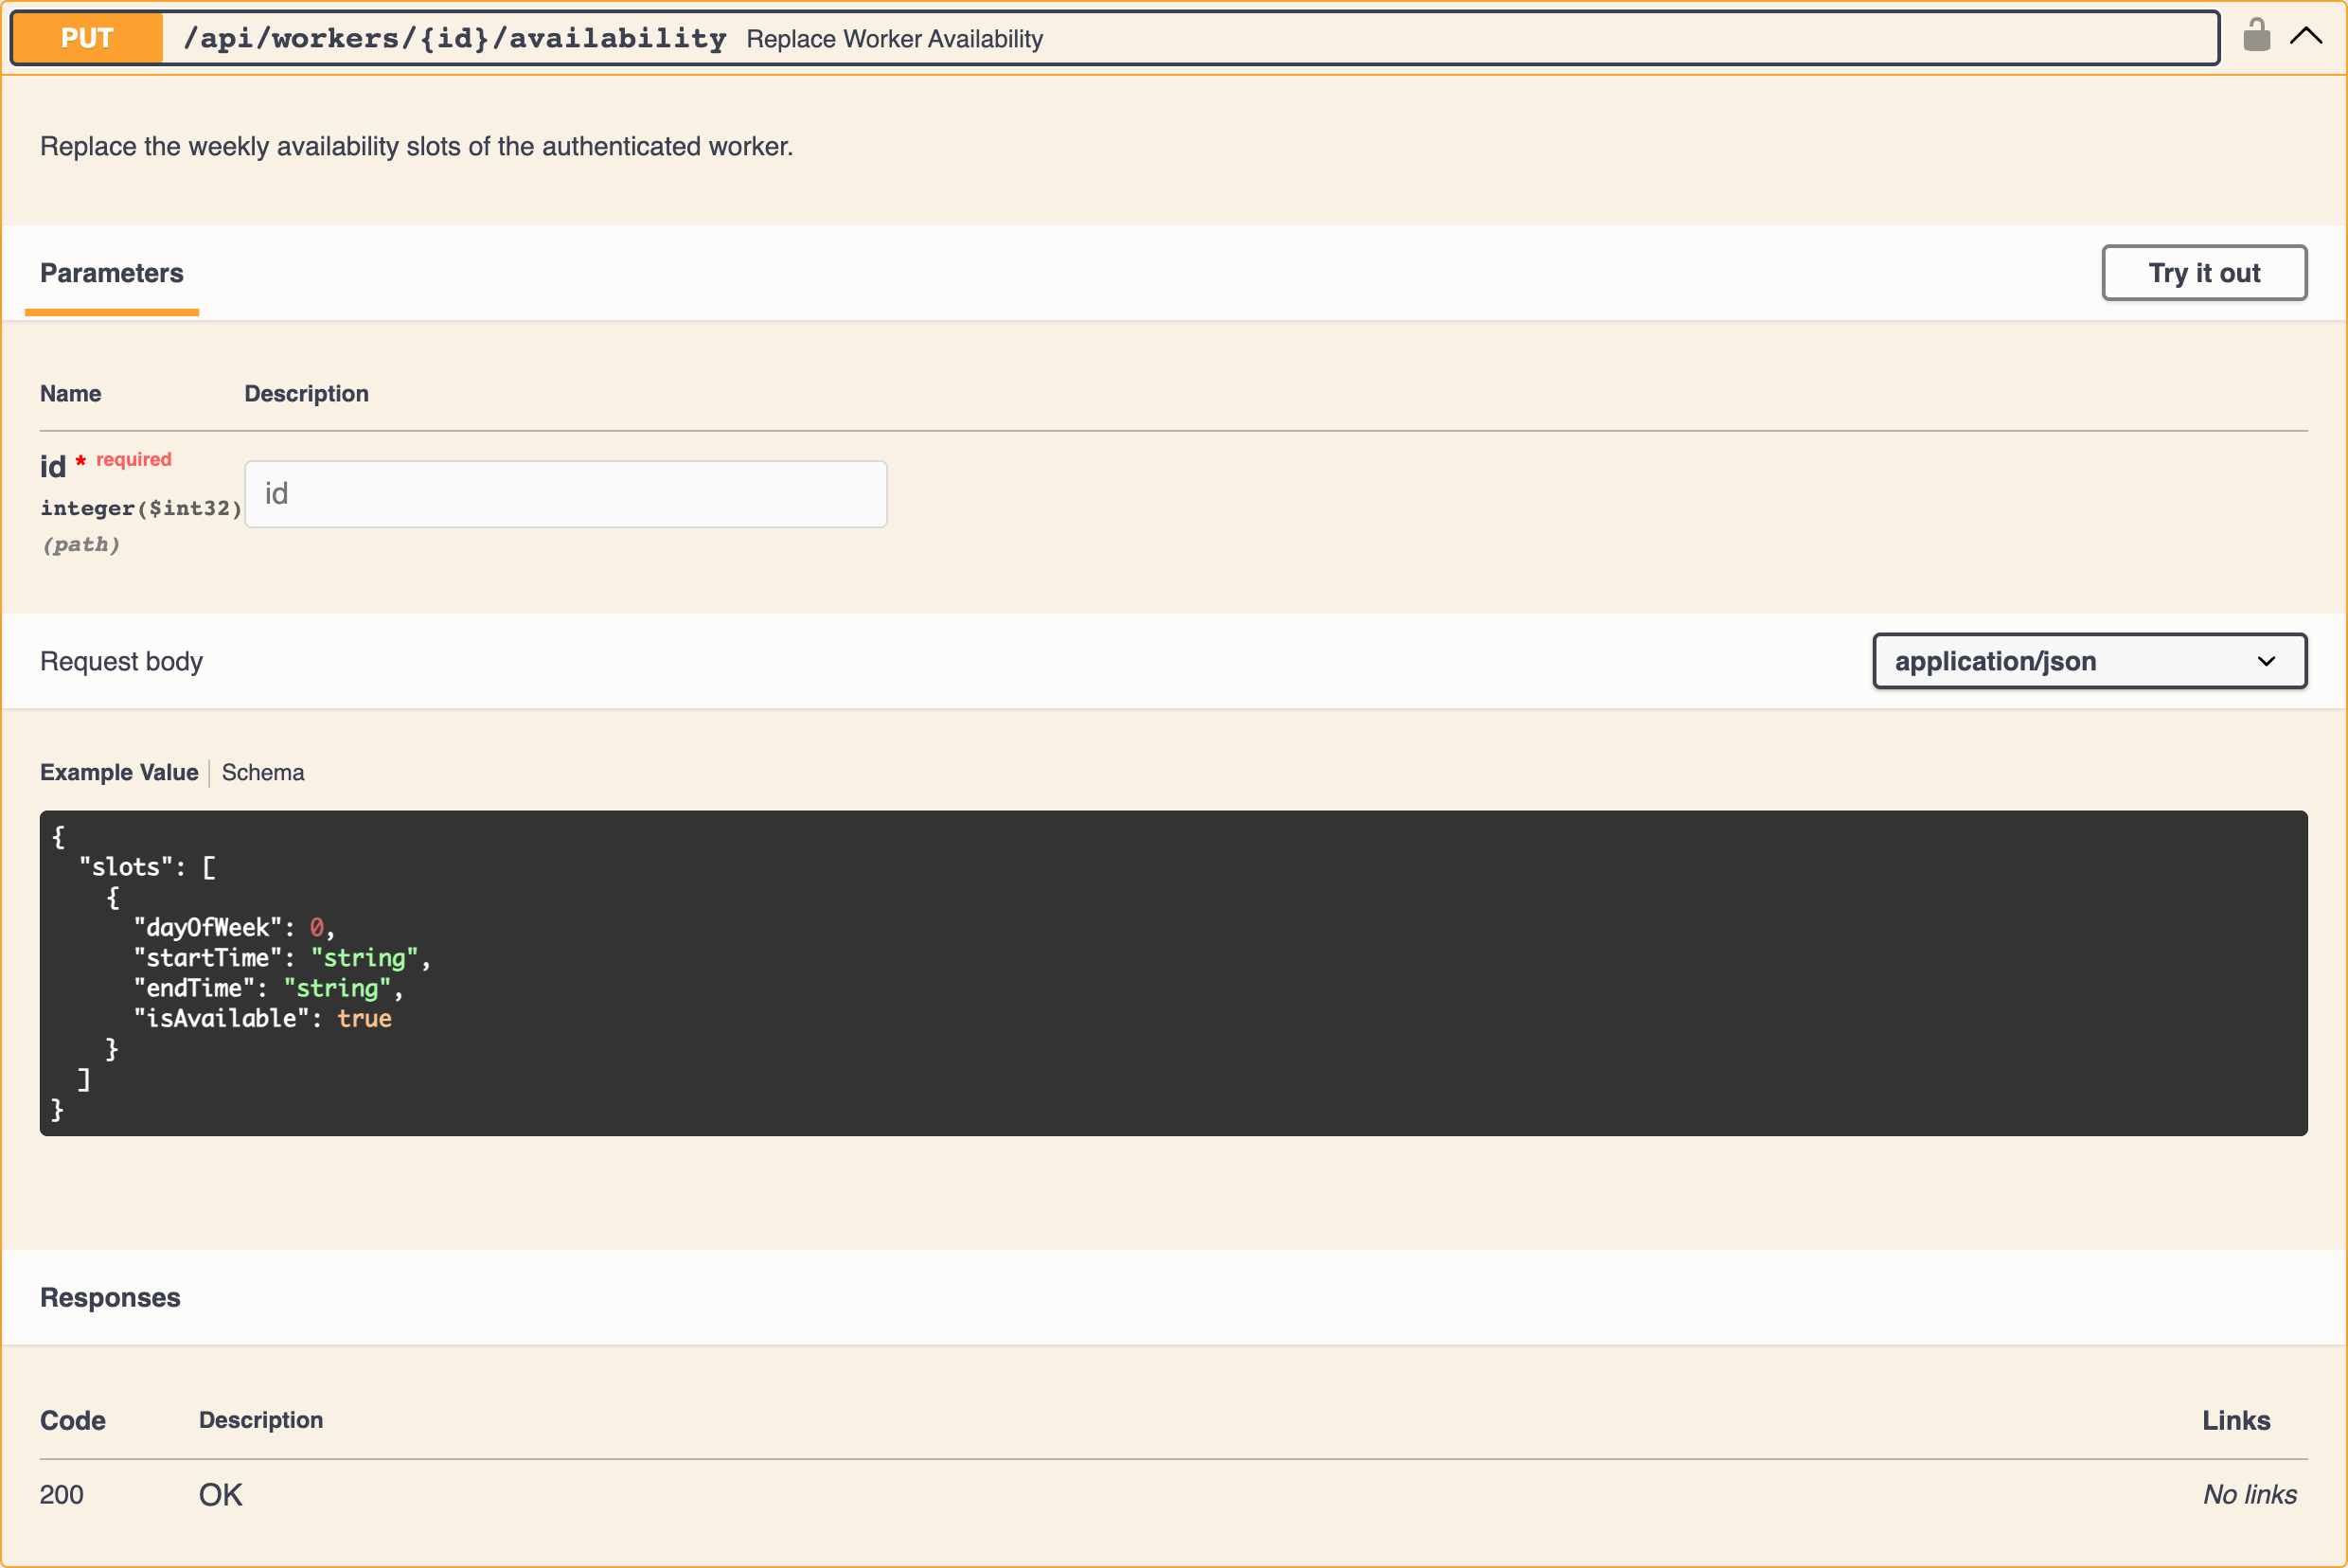 PUT /api/workers/{id}/availability Replace Worker Availability
Replace the weekly availability slots of the authenticated worker.
Parameters
Try it out
Name Description
id * required
integer($int32)
(path)
id
Request body
application/json
Example Value Schema
{
  "slots": [
    {
      "dayOfWeek": 0,
      "startTime": "string",
      "endTime": "string",
      "isAvailable": true
    }
  ]
}
Responses
Code Description Links
200 OK No links